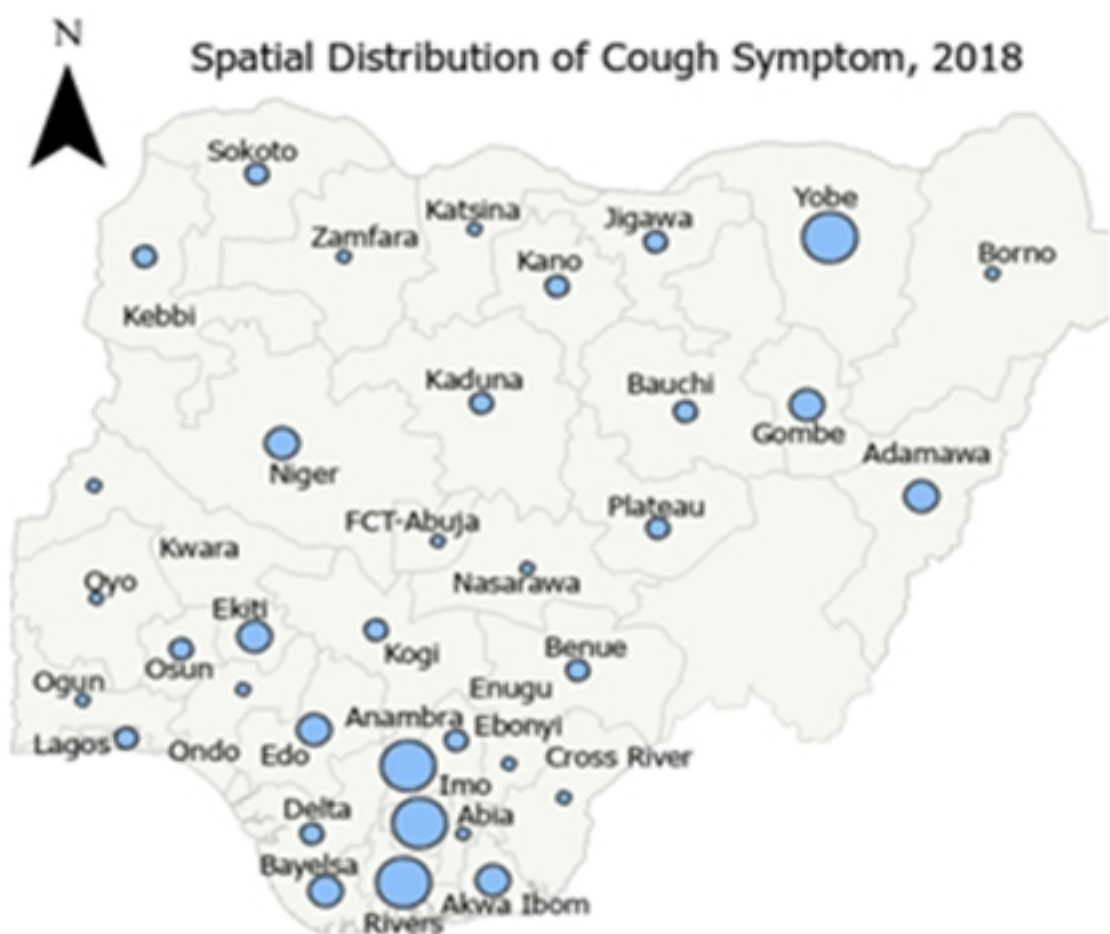 N
Spatial Distribution of Cough Symptom, 2018
Sokoto
Yobe
Katsina
Jigawa
Zamfara
Borno
Kano
Kebbi
Kaduna
Bauchi
Gombe
Adamawa
Niger
Plateau
FCT-Abuja
Kwara
Oyo
Nasarawa
Ekiti
Kogi
Benue
Osun
Ogun
Enugu
Anambra
Ebonyi
Lagos
Ondo
Edo
Cross River
Imo
Delta
Abia
Bayelsa
Akwa Ibom
Rivers